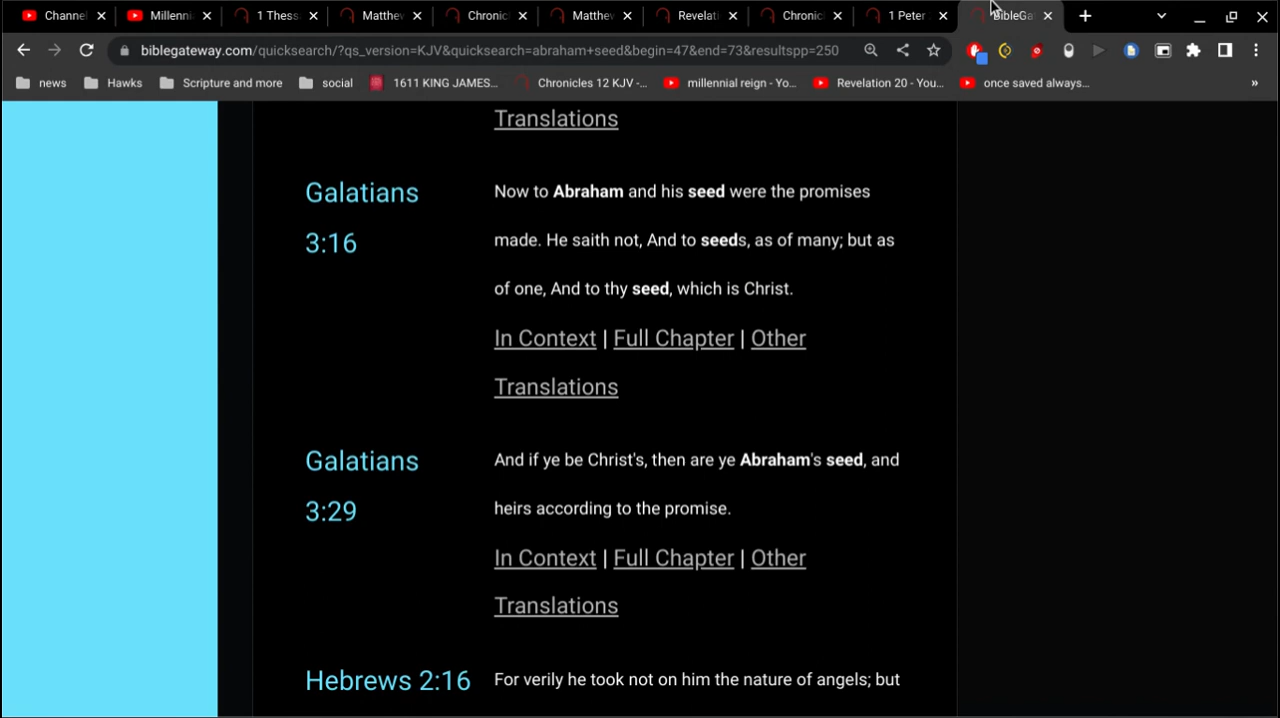 Channel
Millenni
1 Thess
Matthew
Chronic
Matthew
Revelati
Chronic
1 Peter
BibleGa
biblegateway.com/quicksearch/?qs_version=KJV&quicksearch=abraham+seed&begin=47&end=73&resultspp=250
news
Hawks
Scripture and more
social
1611 KING JAMES...
Chronicles 12 KJV -...
millennial reign - Yo...
Revelation 20 - You...
once saved always...
»
Translations
Galatians
3:16
Now to Abraham and his seed were the promises
made. He saith not, And to seeds, as of many; but as
of one, And to thy seed, which is Christ.
In Context | Full Chapter | Other
Translations
Galatians
3:29
And if ye be Christ's, then are ye Abraham's seed, and
heirs according to the promise.
In Context | Full Chapter | Other
Translations
Hebrews 2:16
For verily he took not on him the nature of angels; but